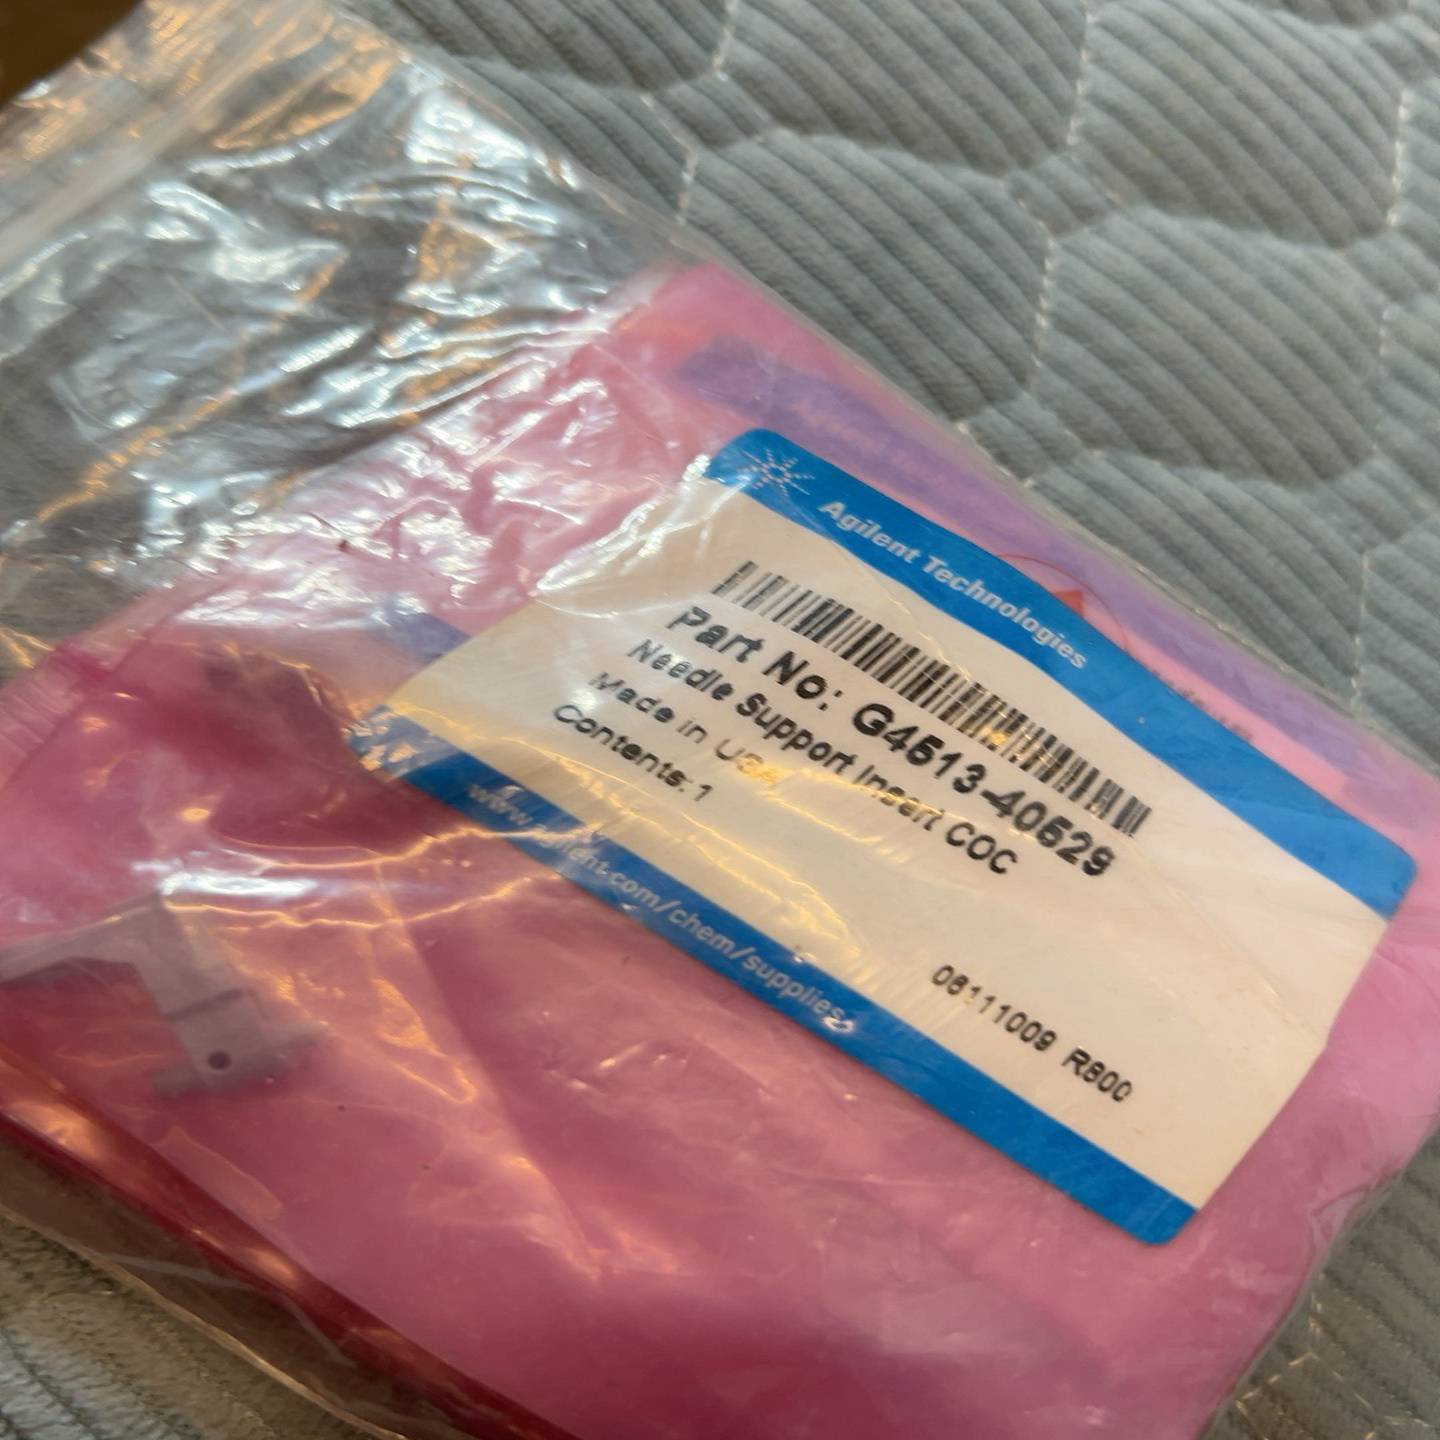 Agilent Technologies
Part No: G4513-40529
Needle Support Insert COC
Made in USA
Contents: 1
06111009 R800
www.agilent.com/chem/supplies